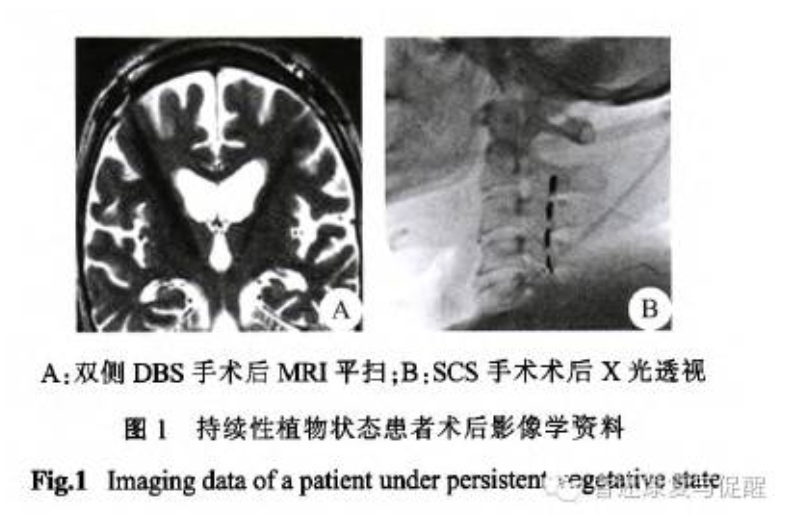 A
B
A:双侧 DBS 手术后 MRI 平扫;B:SCS 手术术后 X 光透视
图 1 持续性植物状态患者术后影像学资料
Fig.1 Imaging data of a patient under persistent vegetative state